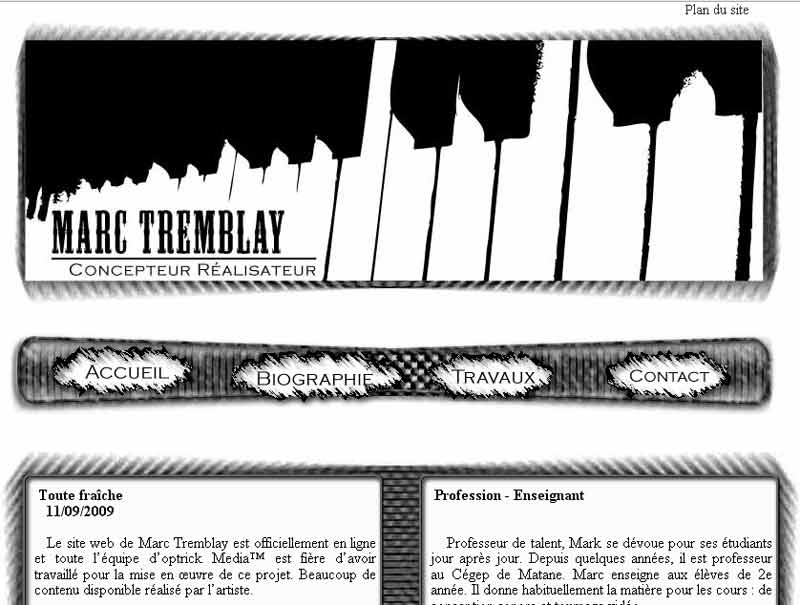 Plan du site
MARC TREMBLAY
CONCEPTEUR RÉALISATEUR
ACCUEIL
BIOGRAPHIE
TRAVAUX
CONTACT
Toute fraîche
11/09/2009
Le site web de Marc Tremblay est officiellement en ligne
et toute l'équipe d'optrick Media™ est fière d'avoir
travaillé pour la mise en œuvre de ce projet. Beaucoup de
contenu disponible réalisé par l'artiste.
Profession - Enseignant
Professeur de talent, Mark se dévoue pour ses étudiants
jour après jour. Depuis quelques années, il est professeur
au Cégep de Matane. Marc enseigne aux élèves de 2e
année. Il donne habituellement la matière pour les cours : de